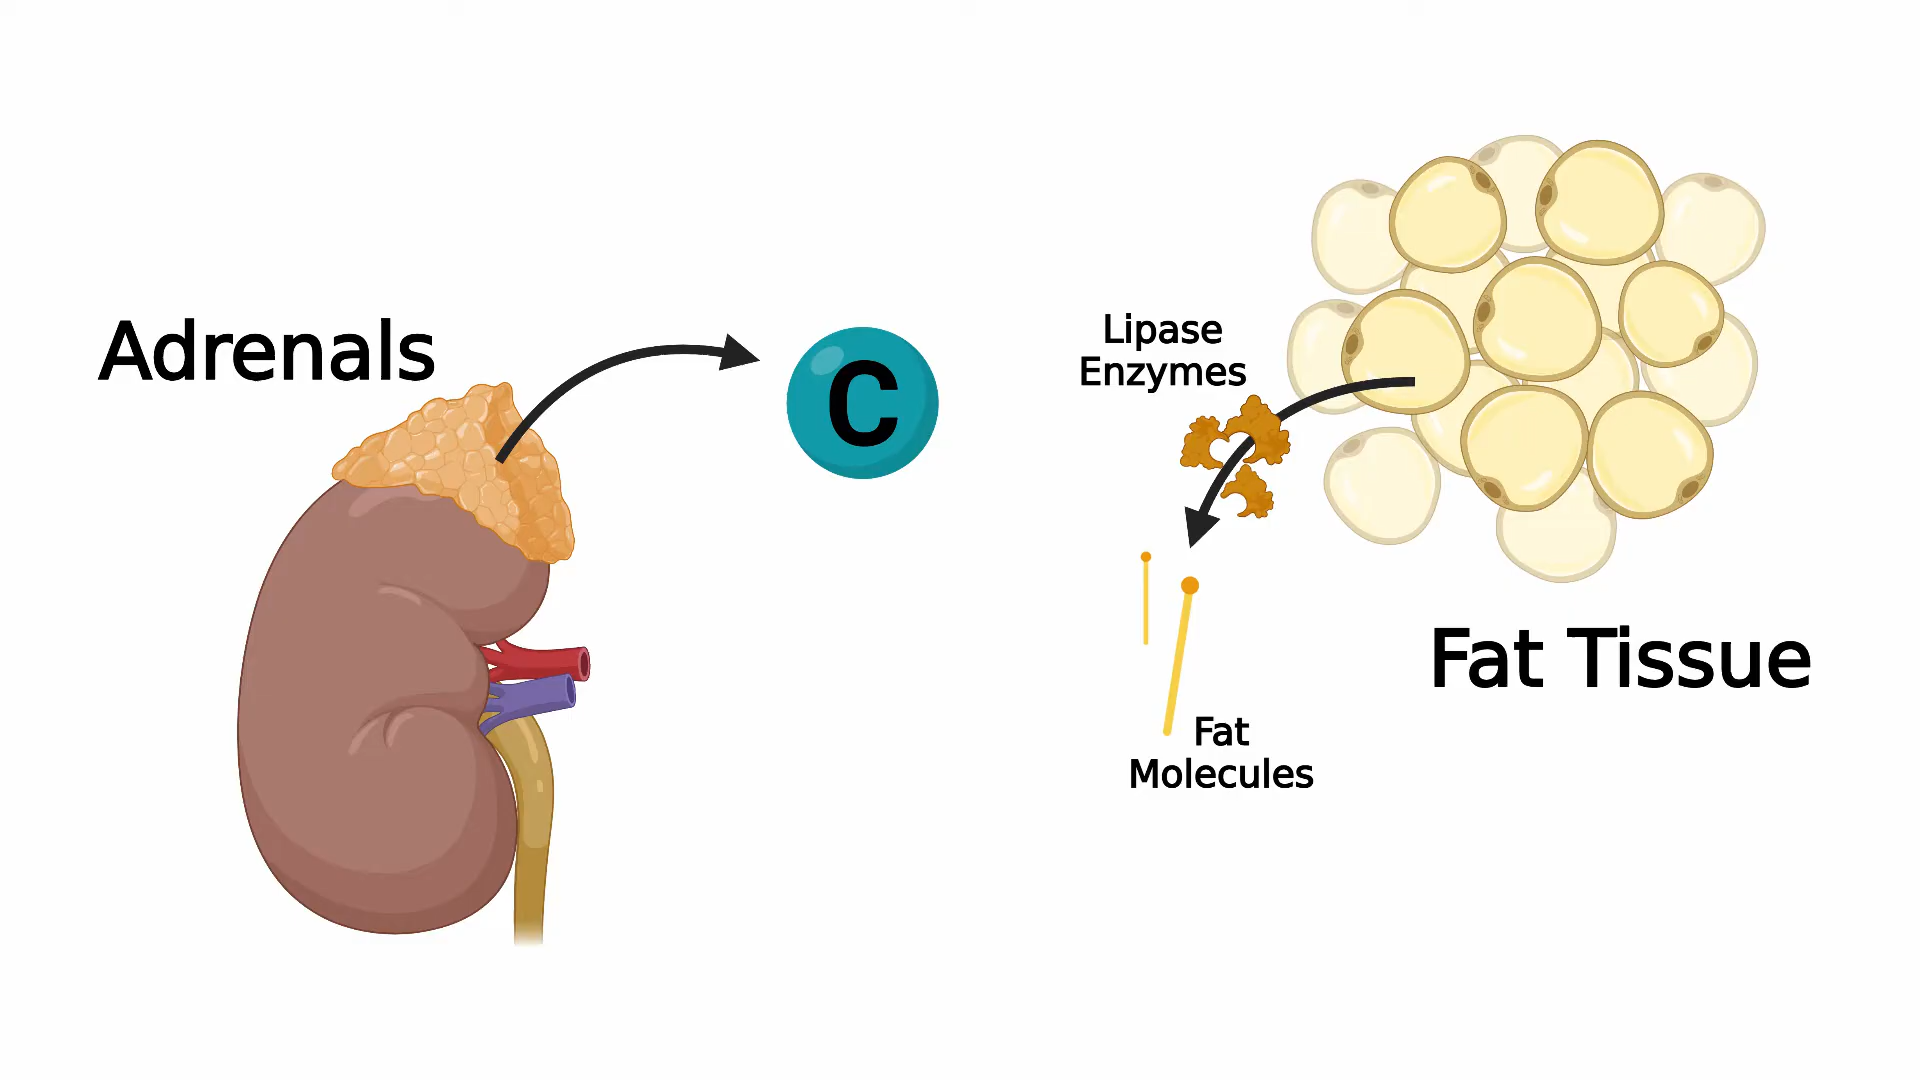 Adrenals
C
Lipase
Enzymes
Fat Tissue
Fat
Molecules